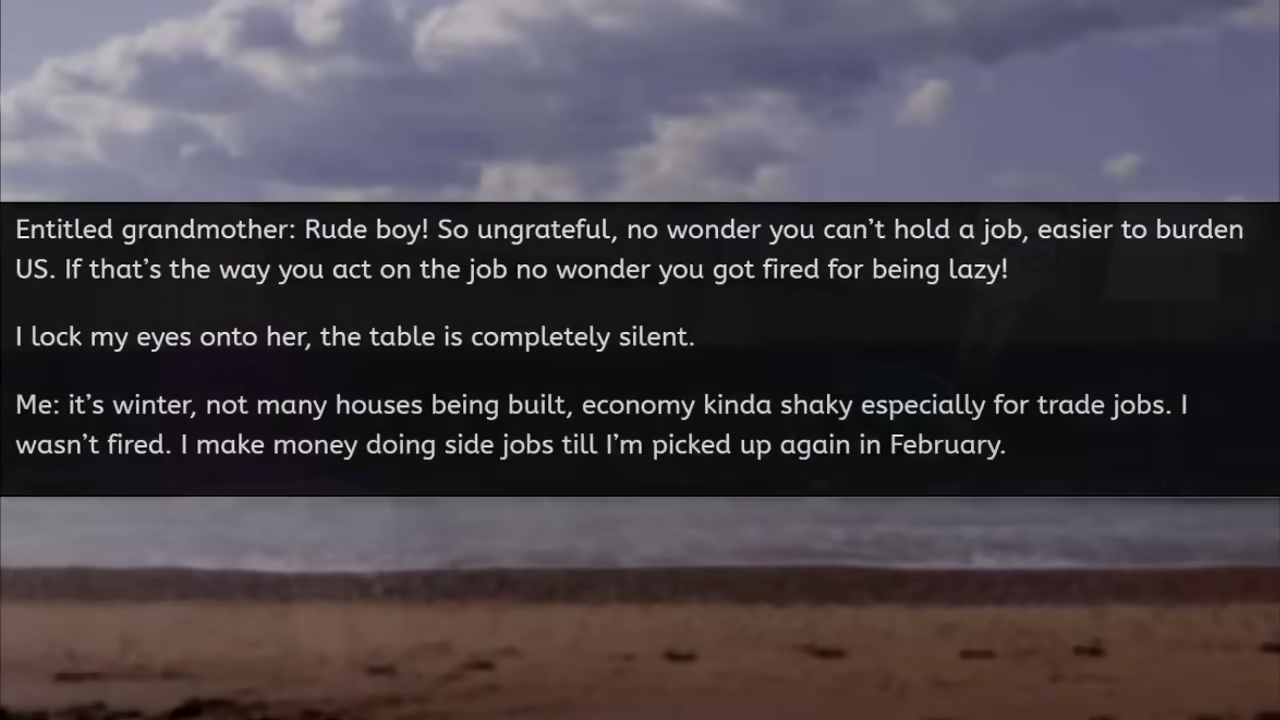 Entitled grandmother: Rude boy! So ungrateful, no wonder you can’t hold a job, easier to burden
US. If that’s the way you act on the job no wonder you got fired for being lazy!
I lock my eyes onto her, the table is completely silent.
Me: it’s winter, not many houses being built, economy kinda shaky especially for trade jobs. I
wasn’t fired. I make money doing side jobs till I’m picked up again in February.